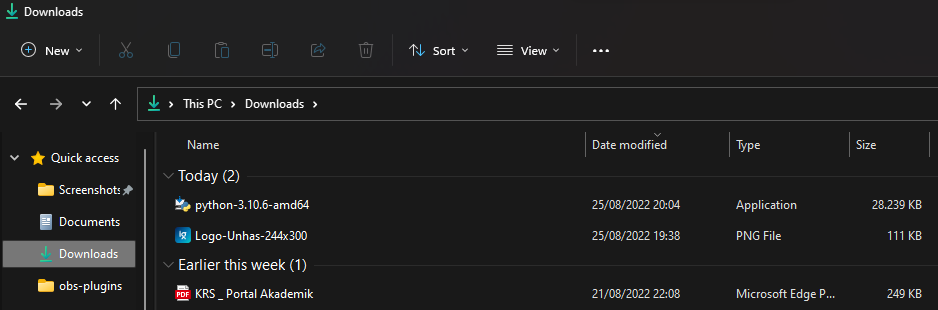 Downloads
New Sort View
This PC Downloads
Name Date modified Type Size
Quick access
Today (2)
Screenshots
python-3.10.6-amd64 25/08/2022 20:04 Application 28.239 KB
Documents
Logo-Unhas-244x300 25/08/2022 19:38 PNG File 111 KB
Downloads
Earlier this week (1)
obs-plugins
PDF KRS _ Portal Akademik 21/08/2022 22:08 Microsoft Edge P... 249 KB